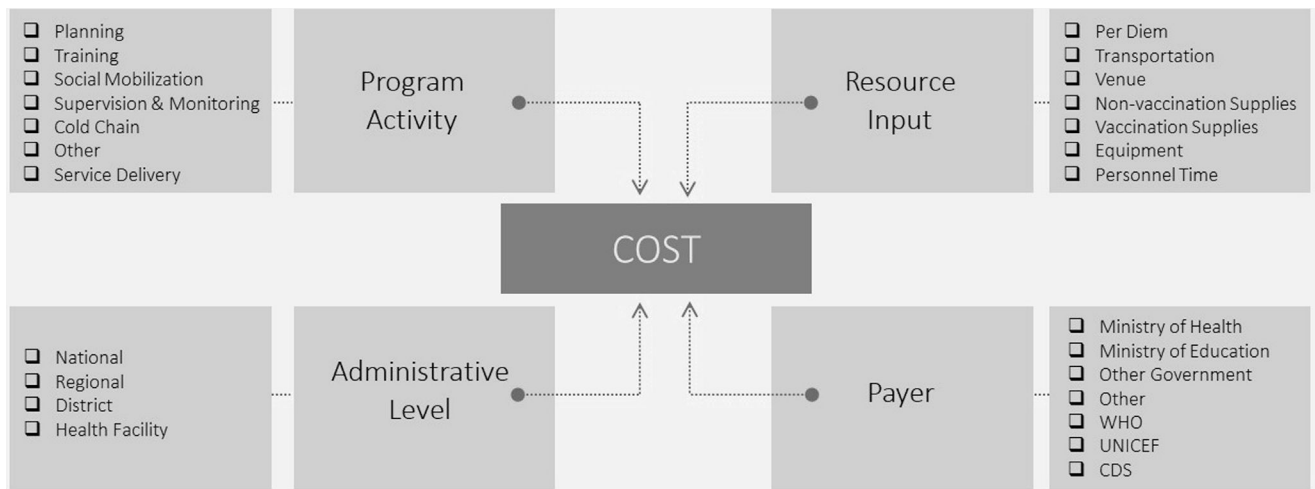 ❑ Planning
❑ Training
❑ Social Mobilization
❑ Supervision & Monitoring
❑ Cold Chain
❑ Other
❑ Service Delivery
Program
Activity
Resource
Input
❑ Per Diem
❑ Transportation
❑ Venue
❑ Non-vaccination Supplies
❑ Vaccination Supplies
❑ Equipment
❑ Personnel Time
COST
❑ National
❑ Regional
❑ District
❑ Health Facility
Administrative
Level
Payer
❑ Ministry of Health
❑ Ministry of Education
❑ Other Government
❑ Other
❑ WHO
❑ UNICEF
❑ CDS